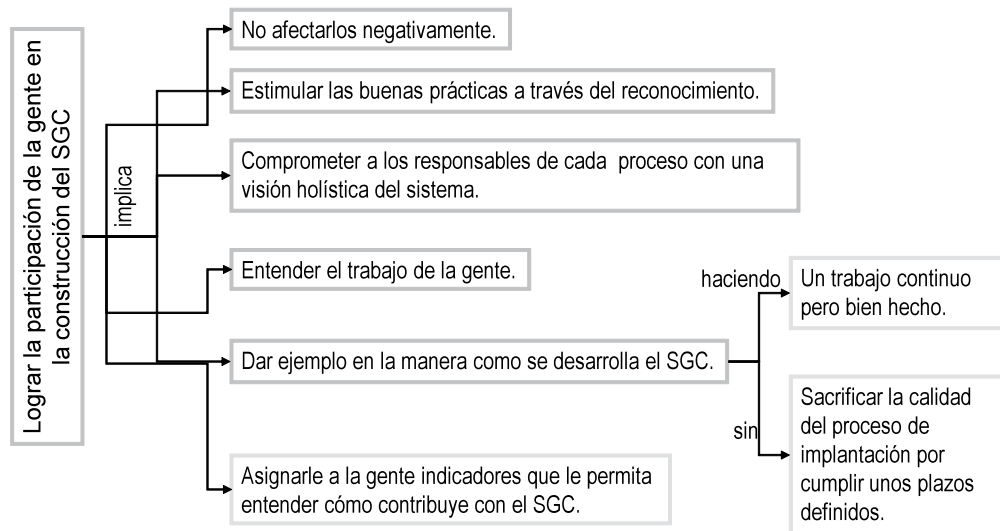 Lograr la participación de la gente en
la construcción del SGC
implica
No afectarlos negativamente.
Estimular las buenas prácticas a través del reconocimiento.
Comprometer a los responsables de cada proceso con una
visión holística del sistema.
Entender el trabajo de la gente.
Dar ejemplo en la manera como se desarrolla el SGC.
haciendo
Un trabajo continuo
pero bien hecho.
sin
Sacrificar la calidad
del proceso de
implantación por
cumplir unos plazos
definidos.
Asignarle a la gente indicadores que le permita
entender cómo contribuye con el SGC.